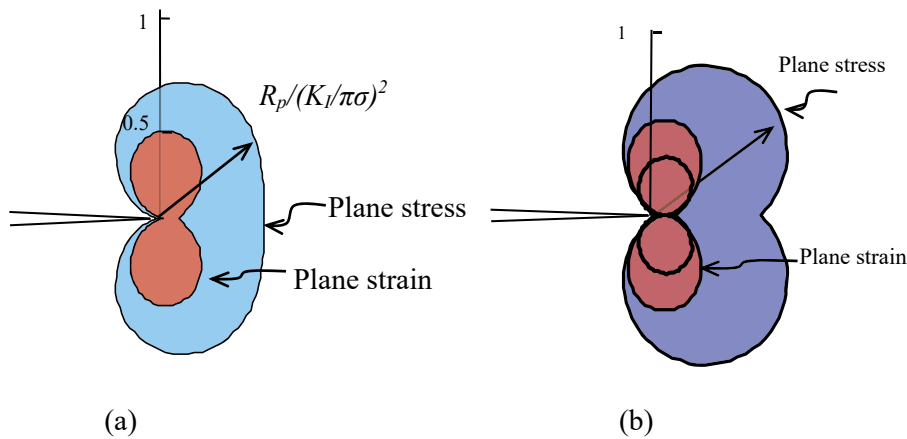 1
R_p/(K_I/πσ)^2
0.5
Plane stress
Plane strain
(a)
1
Plane stress
Plane strain
(b)